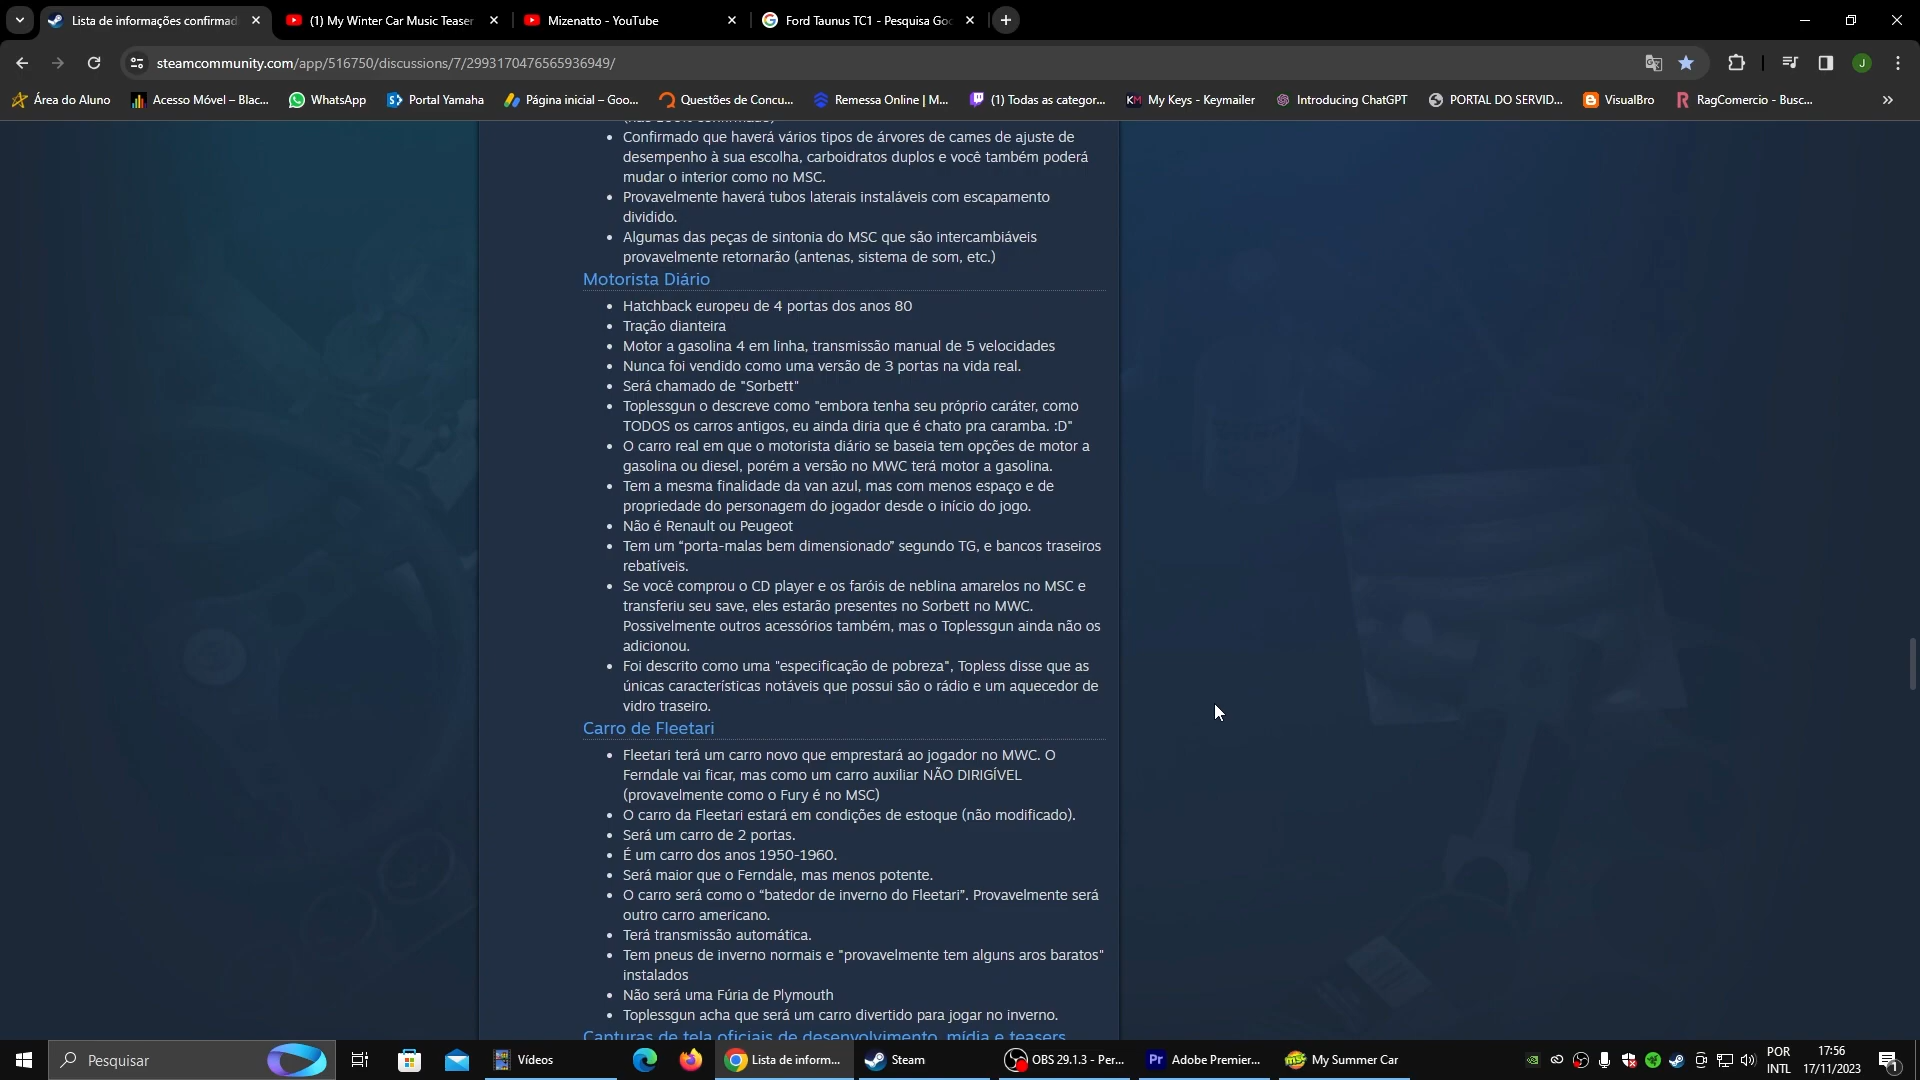 Lista de informações confirmad
(1) My Winter Car Music Teaser
Mizenatto - YouTube
Ford Taunus TC1 - Pesquisa Goo
steamcommunity.com/app/516750/discussions/7/2993170476565936949/
J
Área do Aluno
Acesso Móvel – Blac...
WhatsApp
Portal Yamaha
Página inicial – Goo...
Questões de Concu...
Remessa Online | M...
(1) Todas as categor...
KM
My Keys - Keymailer
Introducing ChatGPT
PORTAL DO SERVID...
VisualBro
RagComercio - Busc...
»
Confirmado que haverá vários tipos de árvores de cames de ajuste de
desempenho à sua escolha, carboidratos duplos e você também poderá
mudar o interior como no MSC.
Provavelmente haverá tubos laterais instaláveis com escapamento
dividido.
Algumas das peças de sintonia do MSC que são intercambiáveis
provavelmente retornarão (antenas, sistema de som, etc.)
Motorista Diário
Hatchback europeu de 4 portas dos anos 80
Tração dianteira
Motor a gasolina 4 em linha, transmissão manual de 5 velocidades
Nunca foi vendido como uma versão de 3 portas na vida real.
Será chamado de "Sorbett"
Toplessgun o descreve como "embora tenha seu próprio caráter, como
TODOS os carros antigos, eu ainda diria que é chato pra caramba. :D"
O carro real em que o motorista diário se baseia tem opções de motor a
gasolina ou diesel, porém a versão no MWC terá motor a gasolina.
Tem a mesma finalidade da van azul, mas com menos espaço e de
propriedade do personagem do jogador desde o início do jogo.
Não é Renault ou Peugeot
Tem um “porta-malas bem dimensionado” segundo TG, e bancos traseiros
rebatíveis.
Se você comprou o CD player e os faróis de neblina amarelos no MSC e
transferiu seu save, eles estarão presentes no Sorbett no MWC.
Possivelmente outros acessórios também, mas o Toplessgun ainda não os
adicionou.
Foi descrito como uma "especificação de pobreza", Topless disse que as
únicas características notáveis que possui são o rádio e um aquecedor de
vidro traseiro.
Carro de Fleetari
Fleetari terá um carro novo que emprestará ao jogador no MWC. O
Ferndale vai ficar, mas como um carro auxiliar NÃO DIRIGÍVEL
(provavelmente como o Fury é no MSC)
O carro da Fleetari estará em condições de estoque (não modificado).
Será um carro de 2 portas.
É um carro dos anos 1950-1960.
Será maior que o Ferndale, mas menos potente.
O carro será como o “batedor de inverno do Fleetari”. Provavelmente será
outro carro americano.
Terá transmissão automática.
Tem pneus de inverno normais e "provavelmente tem alguns aros baratos"
instalados
Não será uma Fúria de Plymouth
Toplessgun acha que será um carro divertido para jogar no inverno.
Capturas de tela oficiais de desenvolvimento, mídia e teasers
Pesquisar
Vídeos
Lista de inform...
Steam
OBS 29.1.3 - Per...
Pr
Adobe Premier...
My Summer Car
POR
INTL
17:56
17/11/2023
1